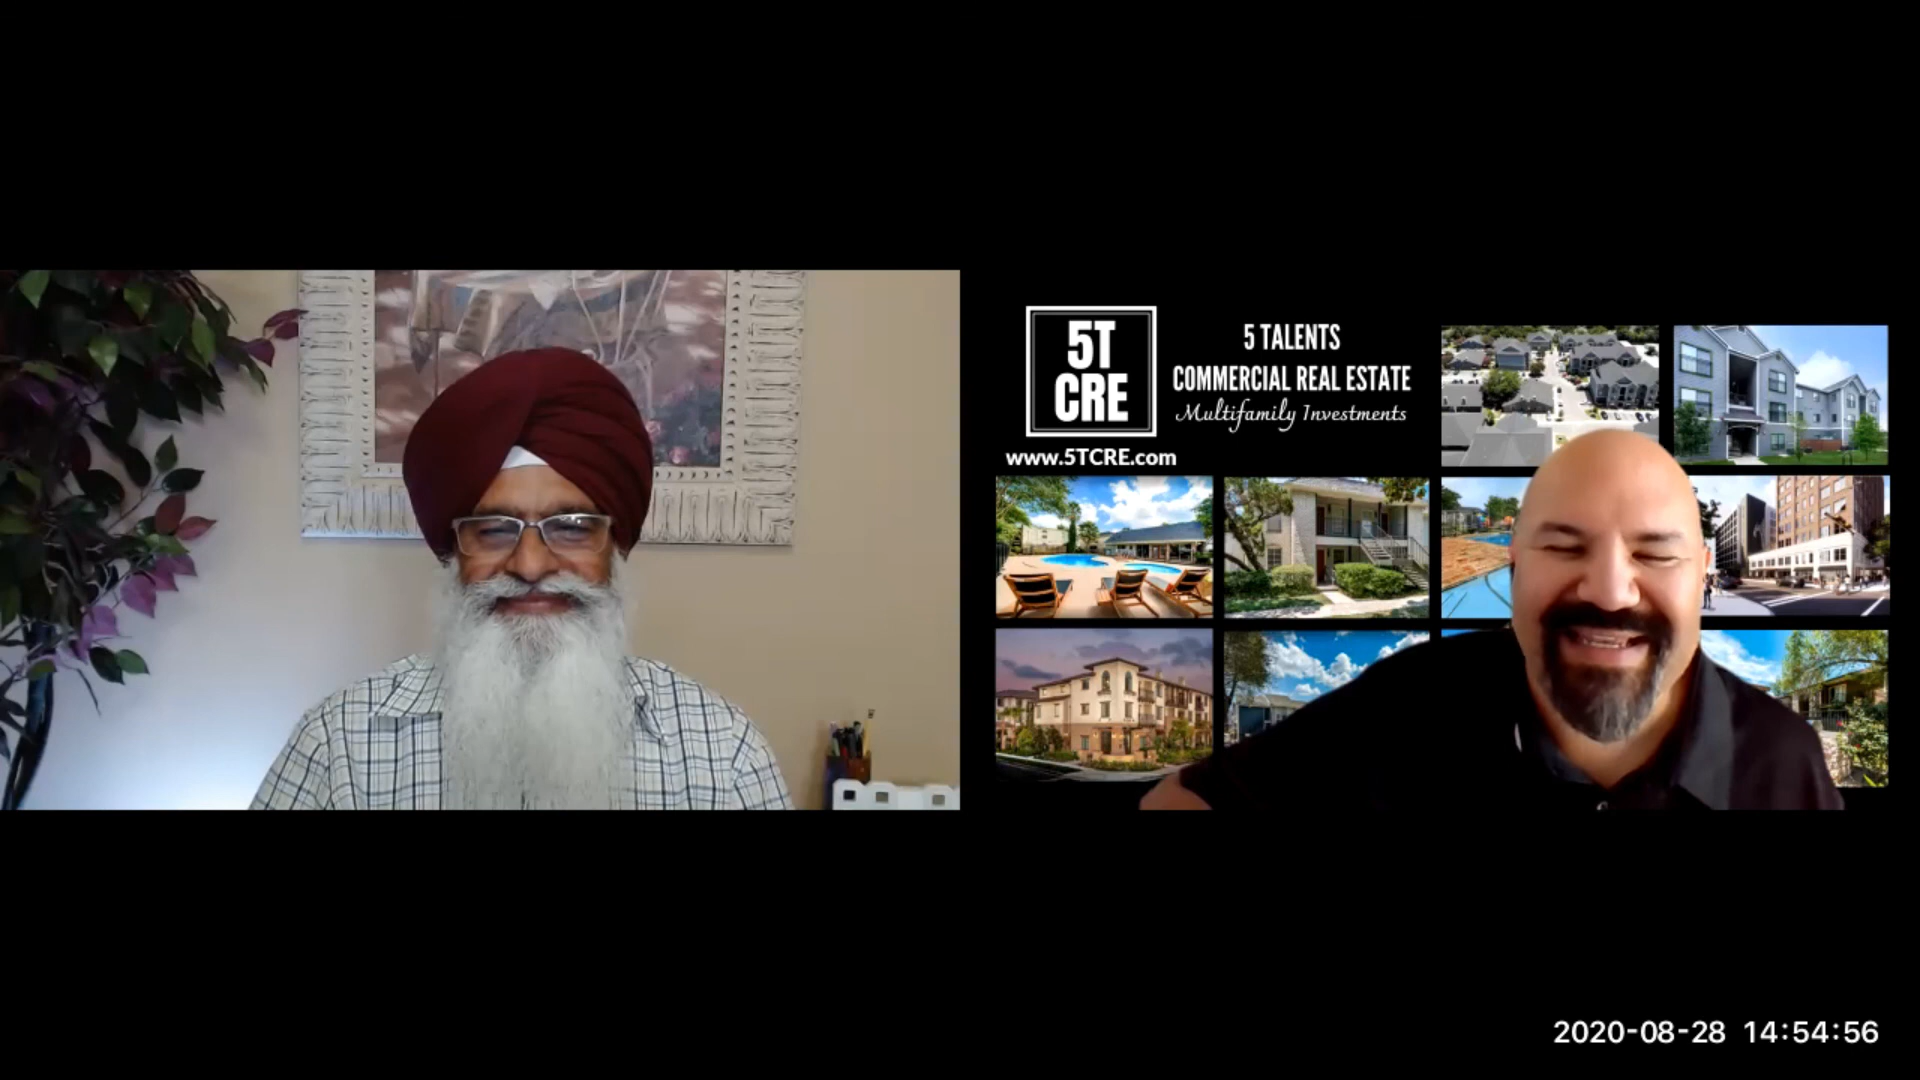 5T
CRE
5 TALENTS
COMMERCIAL REAL ESTATE
Multifamily Investments
www.5TCRE.com
2020-08-28 14:54:56